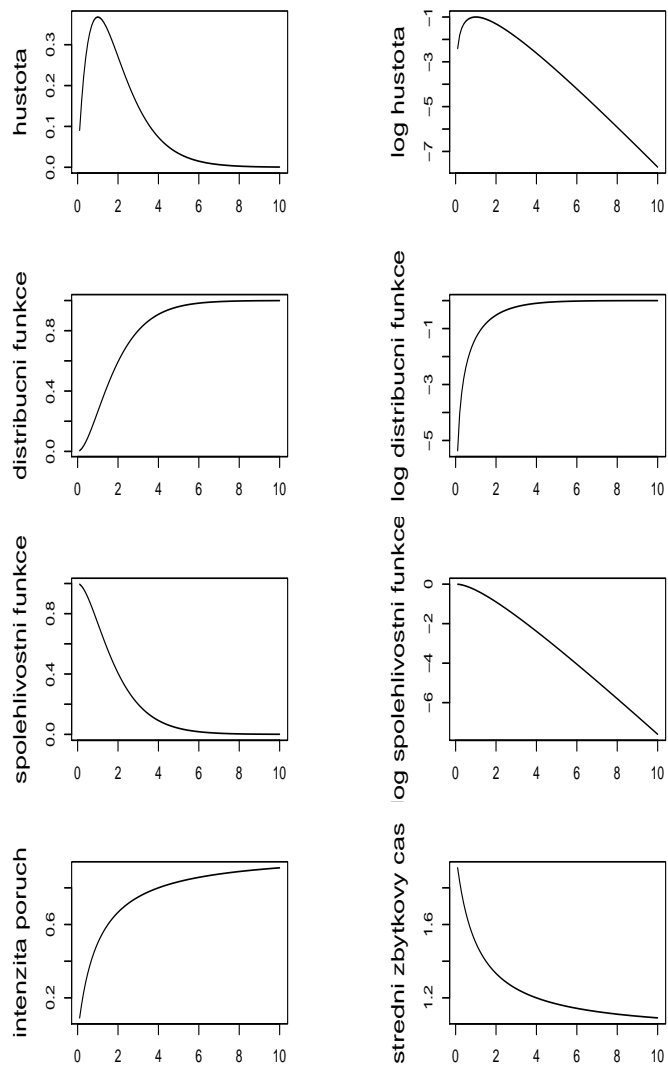 hustota
0.0 0.1 0.2 0.3
0 2 4 6 8 10
log hustota
−7 −5 −3 −1
0 2 4 6 8 10
distribucni funkce
0.0 0.4 0.8
0 2 4 6 8 10
log distribucni funkce
−5 −3 −1
0 2 4 6 8 10
spolehlivostni funkce
0.0 0.4 0.8
0 2 4 6 8 10
og spolehlivostni funkce
−6 −4 −2 0
0 2 4 6 8 10
intenzita poruch
0.2 0.6
0 2 4 6 8 10
stredni zbytkovy cas
1.2 1.6
0 2 4 6 8 10